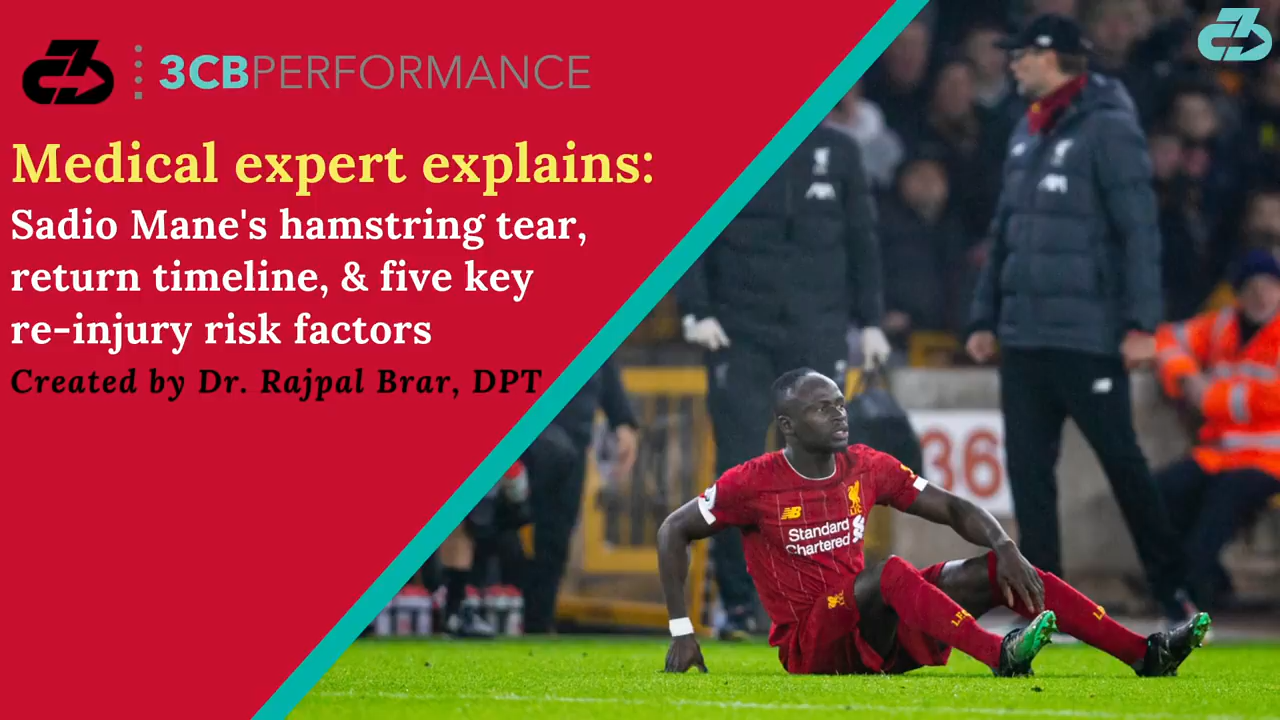 3CBPERFORMANCE
Medical expert explains:
Sadio Mane's hamstring tear,
return timeline, & five key
re-injury risk factors
Created by Dr. Rajpal Brar, DPT
36
Standard
Chartered
L.F.C